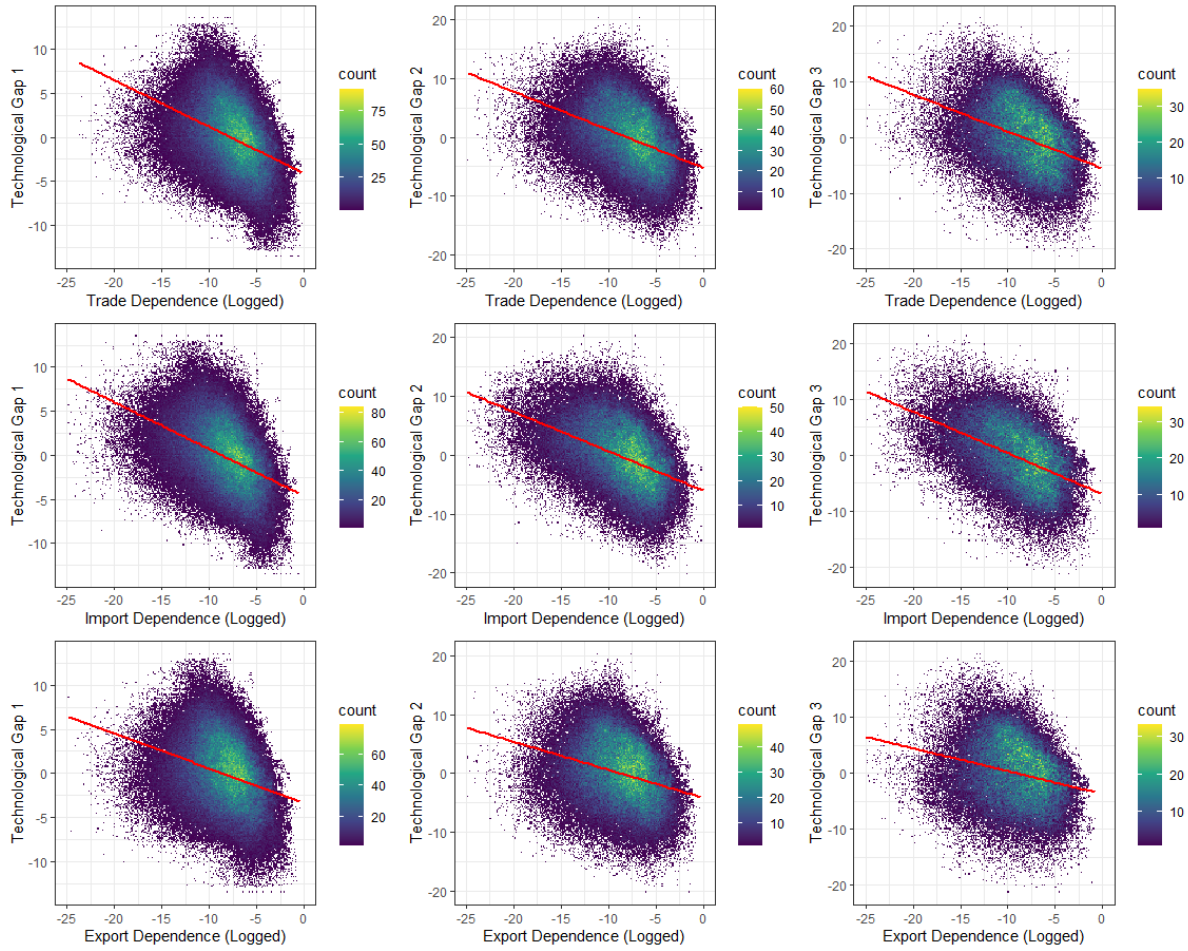 Technological Gap 1
10
5
0
-5
-10
-25 -20 -15 -10 -5 0
Trade Dependence (Logged)
count
75
50
25
Technological Gap 2
20
10
0
-10
-20
-25 -20 -15 -10 -5 0
Trade Dependence (Logged)
count
60
50
40
30
20
10
Technological Gap 3
20
10
0
-10
-20
-25 -20 -15 -10 -5 0
Trade Dependence (Logged)
count
30
20
10
Technological Gap 1
10
5
0
-5
-10
-25 -20 -15 -10 -5 0
Import Dependence (Logged)
count
80
60
40
20
Technological Gap 2
20
10
0
-10
-20
-25 -20 -15 -10 -5 0
Import Dependence (Logged)
count
50
40
30
20
10
Technological Gap 3
20
10
0
-10
-20
-25 -20 -15 -10 -5 0
Import Dependence (Logged)
count
30
20
10
Technological Gap 1
10
5
0
-5
-10
-25 -20 -15 -10 -5 0
Export Dependence (Logged)
count
60
40
20
Technological Gap 2
20
10
0
-10
-20
-25 -20 -15 -10 -5 0
Export Dependence (Logged)
count
40
30
20
10
Technological Gap 3
20
10
0
-10
-20
-25 -20 -15 -10 -5 0
Export Dependence (Logged)
count
30
20
10